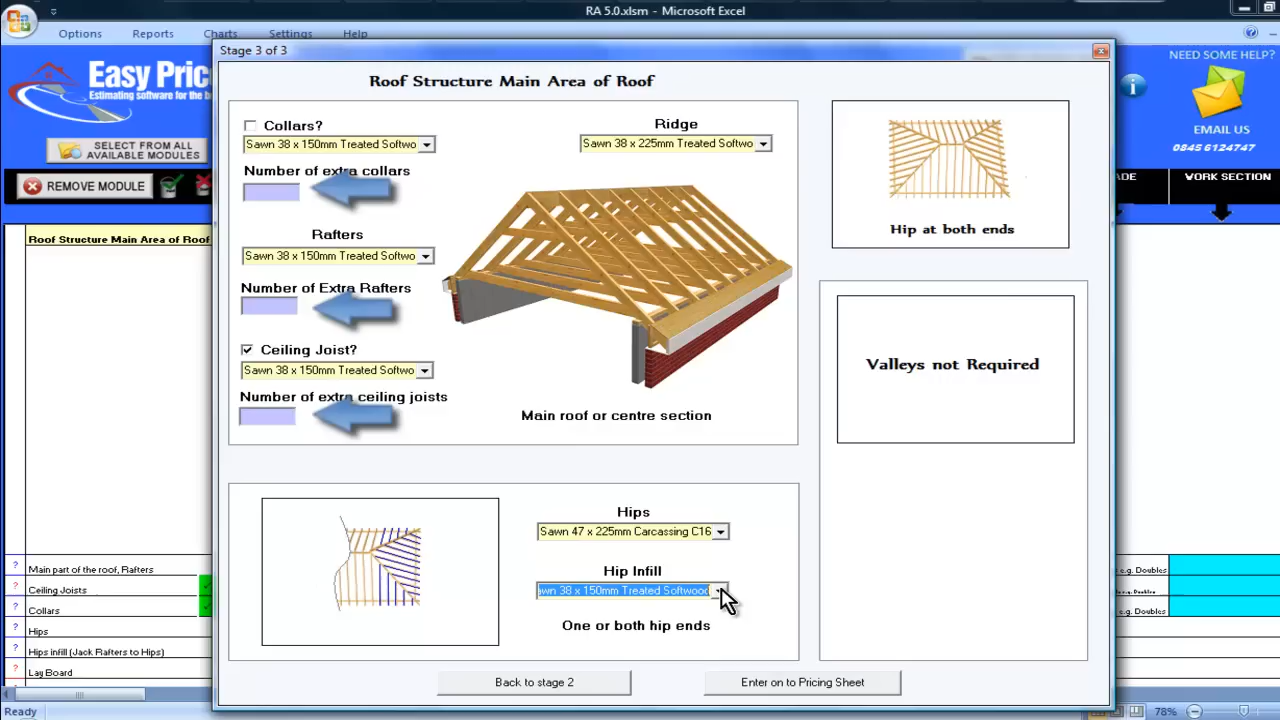 RA 5.0.xlsm - Microsoft Excel
Options Reports Charts Settings Help
Stage 3 of 3
NEED SOME HELP?
Easy Pric
Estimating software for the b
SELECT FROM ALL
AVAILABLE MODULES
REMOVE MODULE
EMAIL US
0845 6124747
ADE
WORK SECTION
Roof Structure Main Area of Roof
Collars?
Sawn 38 x 150mm Treated Softwo
Number of extra collars
Rafters
Sawn 38 x 150mm Treated Softwo
Number of Extra Rafters
Ceiling Joist?
Sawn 38 x 150mm Treated Softwo
Number of extra ceiling joists
Ridge
Sawn 38 x 225mm Treated Softwo
Main roof or centre section
Hip at both ends
Valleys not Required
Hips
Sawn 47 x 225mm Carcassing C16
Hip Infill
awn 38 x 150mm Treated Softwood
One or both hip ends
Back to stage 2
Enter on to Pricing Sheet
Roof Structure Main Area of Roof
? Main part of the roof, Rafters
? Ceiling Joists
? Collars
? Hips
? Hips infill (Jack Rafters to Hips)
? Lay Board
e.g. Doubles
e.g. Doubles
e.g. Doubles
Ready
78%